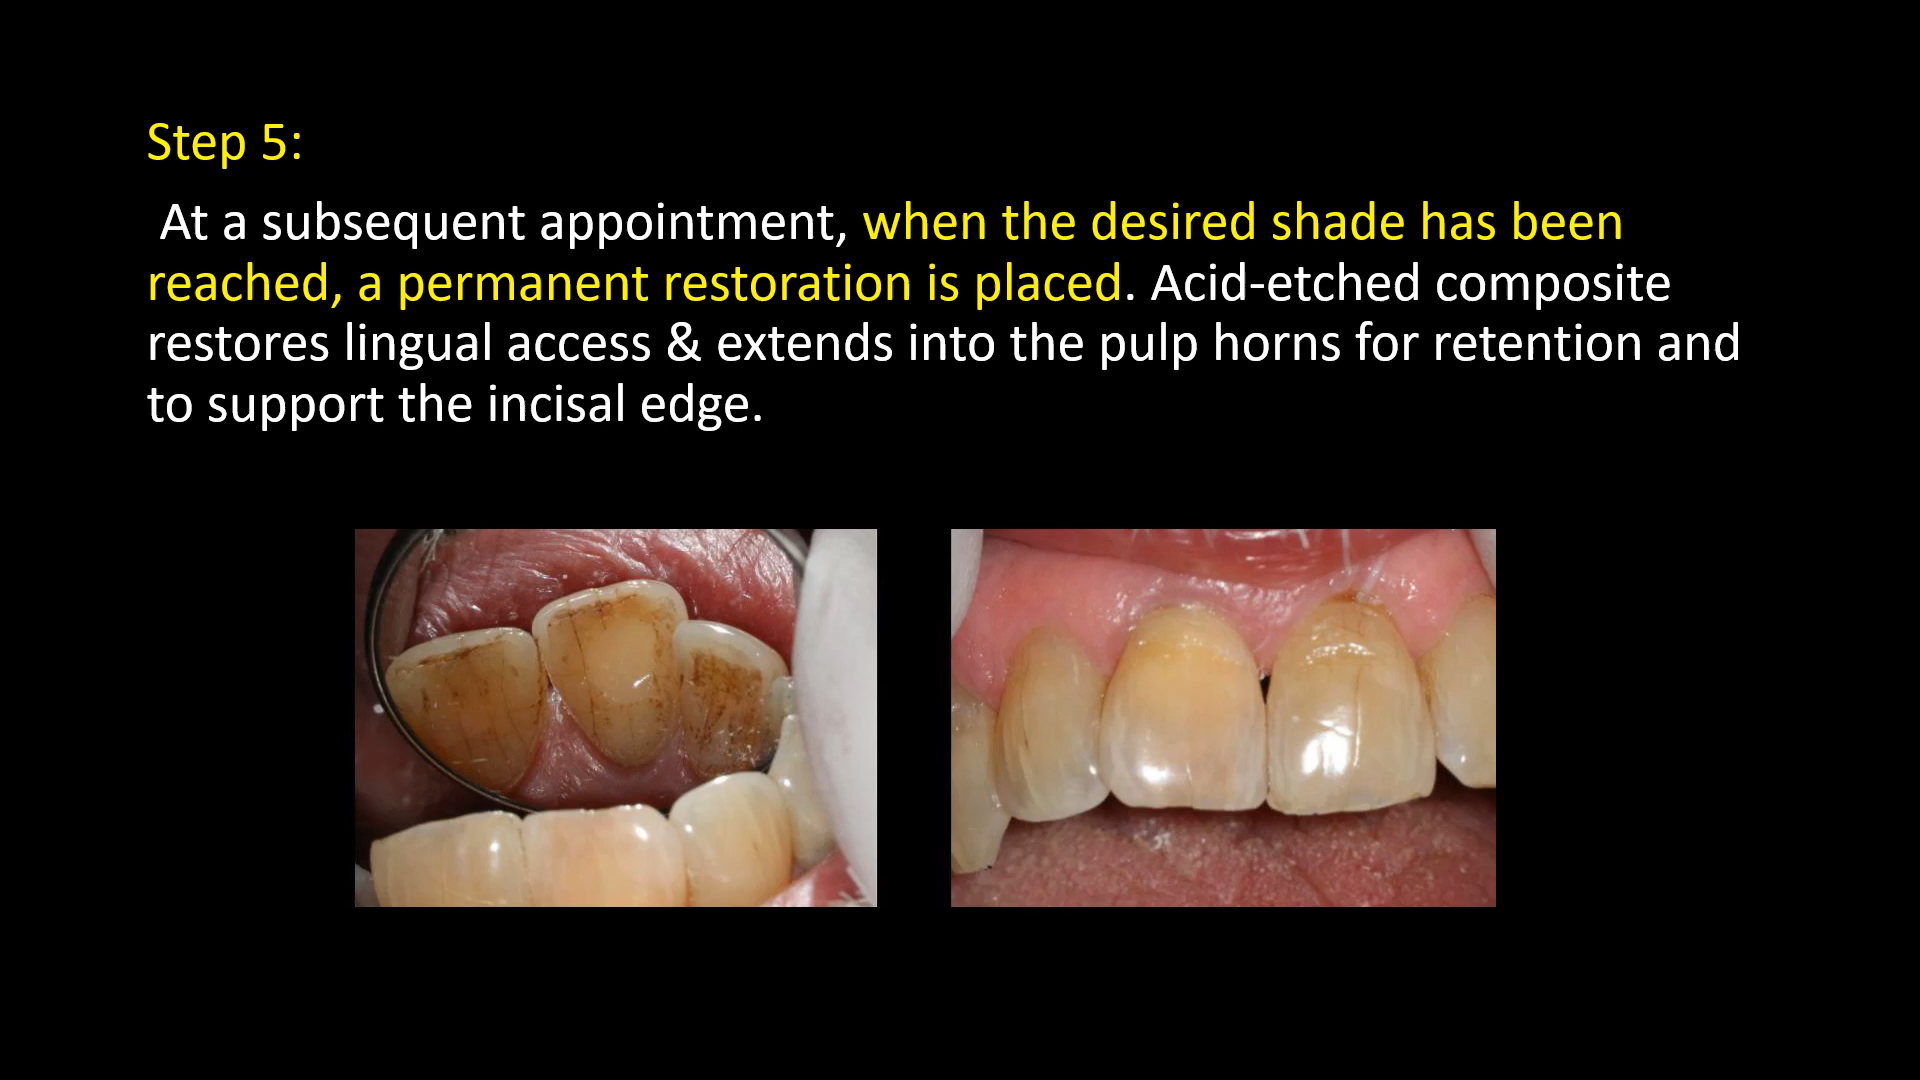 Step 5:
At a subsequent appointment, when the desired shade has been
reached, a permanent restoration is placed. Acid-etched composite
restores lingual access & extends into the pulp horns for retention and
to support the incisal edge.